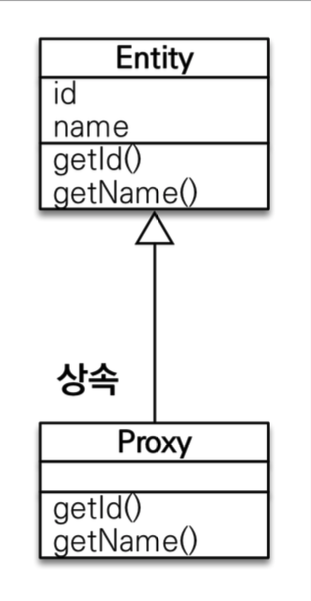 Entity
id
name
getId()
getName()
상속
Proxy
getId()
getName()